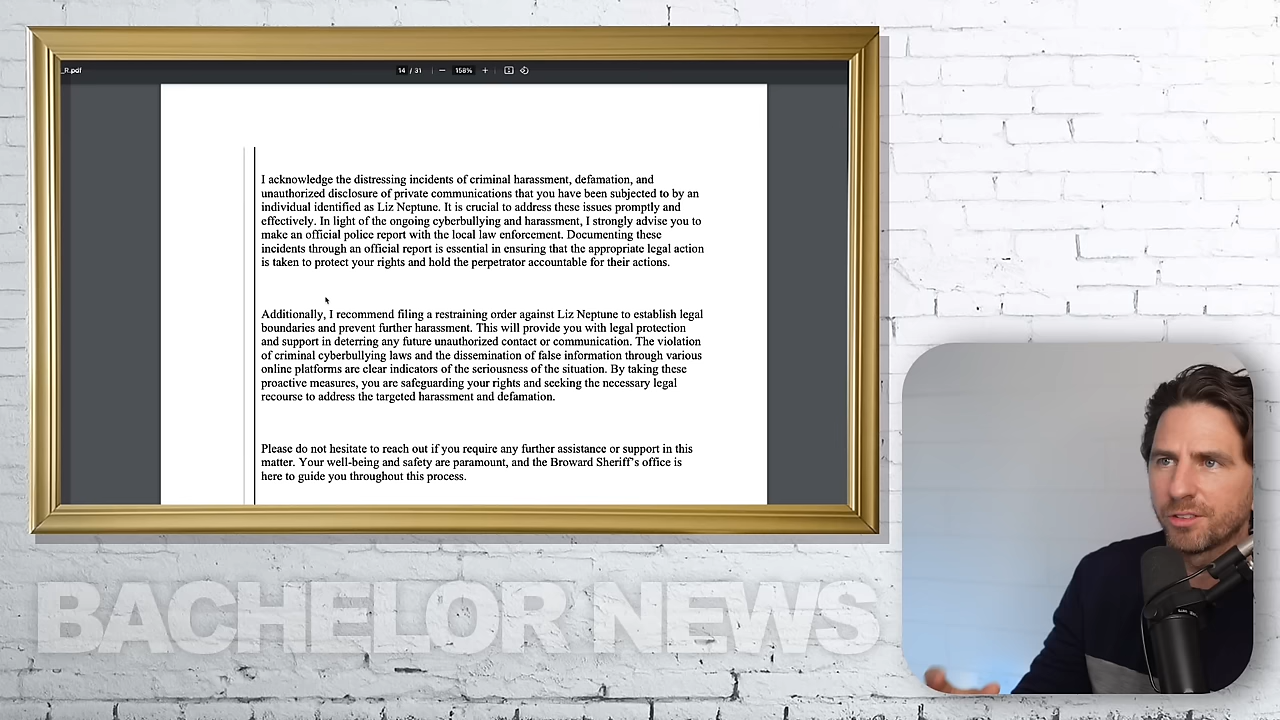 _R.pdf
14 / 31
158%
I acknowledge the distressing incidents of criminal harassment, defamation, and
unauthorized disclosure of private communications that you have been subjected to by an
individual identified as Liz Neptune. It is crucial to address these issues promptly and
effectively. In light of the ongoing cyberbullying and harassment, I strongly advise you to
make an official police report with the local law enforcement. Documenting these
incidents through an official report is essential in ensuring that the appropriate legal action
is taken to protect your rights and hold the perpetrator accountable for their actions.
Additionally, I recommend filing a restraining order against Liz Neptune to establish legal
boundaries and prevent further harassment. This will provide you with legal protection
and support in deterring any future unauthorized contact or communication. The violation
of criminal cyberbullying laws and the dissemination of false information through various
online platforms are clear indicators of the seriousness of the situation. By taking these
proactive measures, you are safeguarding your rights and seeking the necessary legal
recourse to address the targeted harassment and defamation.
Please do not hesitate to reach out if you require any further assistance or support in this
matter. Your well-being and safety are paramount, and the Broward Sheriff's office is
here to guide you throughout this process.
BACHELOR NEWS